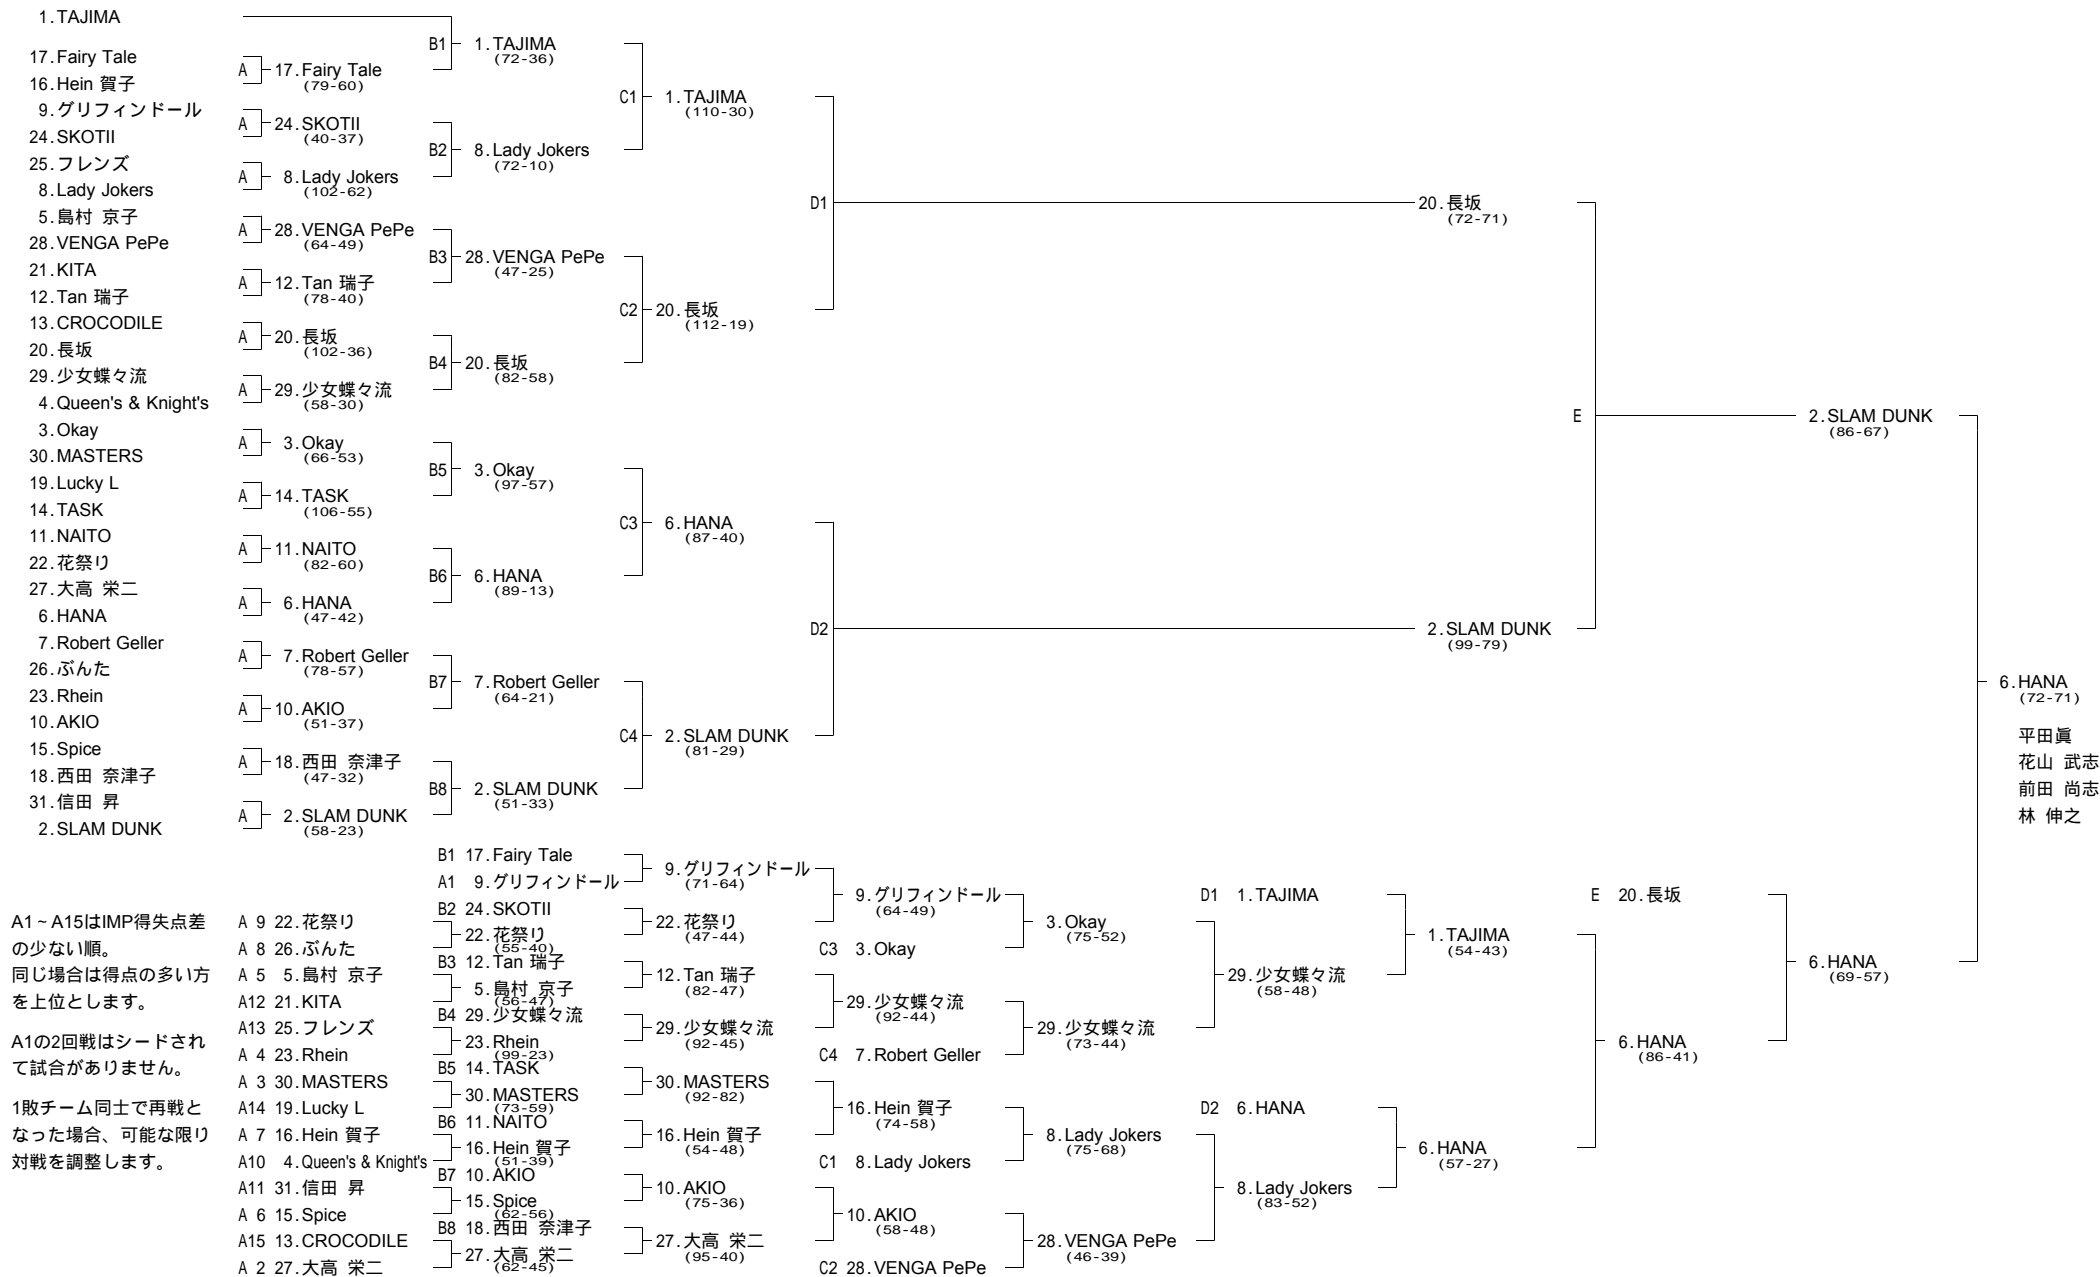 1.TAJIMA
17.Fairy Tale
16.Hein 賀子
9.グリフィンドール
24.SKOTII
25.フレンズ
8.Lady Jokers
5.島村 京子
28.VENGA PePe
21.KITA
12.Tan 瑞子
13.CROCODILE
20.長坂
29.少女蝶々流
4.Queen's & Knight's
3.Okay
30.MASTERS
19.Lucky L
14.TASK
11.NAITO
22.花祭り
27.大高 栄二
6.HANA
7.Robert Geller
26.ぶんた
23.Rhein
10.AKIO
15.Spice
18.西田 奈津子
31.信田 昇
2.SLAM DUNK
A 17.Fairy Tale
(79-60)
A 24.SKOTII
(40-37)
A 8.Lady Jokers
(102-62)
A 28.VENGA PePe
(64-49)
A 12.Tan 瑞子
(78-40)
A 20.長坂
(102-36)
A 29.少女蝶々流
(58-30)
A 3.Okay
(66-53)
A 14.TASK
(106-55)
A 11.NAITO
(82-60)
A 6.HANA
(47-42)
A 7.Robert Geller
(78-57)
A 10.AKIO
(51-37)
A 18.西田 奈津子
(47-32)
A 2.SLAM DUNK
(58-23)
B1 1.TAJIMA
(72-36)
B2 8.Lady Jokers
(72-10)
B3 28.VENGA PePe
(47-25)
B4 20.長坂
(82-58)
B5 3.Okay
(97-57)
B6 6.HANA
(89-13)
B7 7.Robert Geller
(64-21)
B8 2.SLAM DUNK
(51-33)
C1 1.TAJIMA
(110-30)
C2 20.長坂
(112-19)
C3 6.HANA
(87-40)
C4 2.SLAM DUNK
(81-29)
D1 20.長坂
(72-71)
D2 2.SLAM DUNK
(99-79)
E 2.SLAM DUNK
(86-67)
6.HANA
(72-71)
平田眞
花山 武志
前田 尚志
林 伸之
A1~A15はIMP得失点差
の少ない順。
同じ場合は得点の多い方
を上位とします。
A1の2回戦はシードされ
て試合がありません。
1敗チーム同士で再戦と
なった場合、可能な限り
対戦を調整します。
A 9 22.花祭り
A 8 26.ぶんた
A 5 5.島村 京子
A12 21.KITA
A13 25.フレンズ
A 4 23.Rhein
A 3 30.MASTERS
A14 19.Lucky L
A 7 16.Hein 賀子
A10 4.Queen's & Knight's
A11 31.信田 昇
A 6 15.Spice
A15 13.CROCODILE
A 2 27.大高 栄二
B1 17.Fairy Tale
A1 9.グリフィンドール
B2 24.SKOTII
22.花祭り
(55-40)
B3 12.Tan 瑞子
5.島村 京子
(56-47)
B4 29.少女蝶々流
23.Rhein
(99-23)
B5 14.TASK
30.MASTERS
(73-59)
B6 11.NAITO
16.Hein 賀子
(51-39)
B7 10.AKIO
15.Spice
(62-56)
B8 18.西田 奈津子
27.大高 栄二
(62-45)
9.グリフィンドール
(71-64)
22.花祭り
(47-44)
12.Tan 瑞子
(82-47)
29.少女蝶々流
(92-45)
30.MASTERS
(92-82)
16.Hein 賀子
(54-48)
10.AKIO
(75-36)
27.大高 栄二
(95-40)
9.グリフィンドール
(64-49)
C3 3.Okay
29.少女蝶々流
(92-44)
C4 7.Robert Geller
16.Hein 賀子
(74-58)
C1 8.Lady Jokers
10.AKIO
(58-48)
C2 28.VENGA PePe
3.Okay
(75-52)
29.少女蝶々流
(73-44)
8.Lady Jokers
(75-68)
28.VENGA PePe
(46-39)
D1 1.TAJIMA
29.少女蝶々流
(58-48)
D2 6.HANA
8.Lady Jokers
(83-52)
1.TAJIMA
(54-43)
6.HANA
(57-27)
E 20.長坂
6.HANA
(86-41)
6.HANA
(69-57)